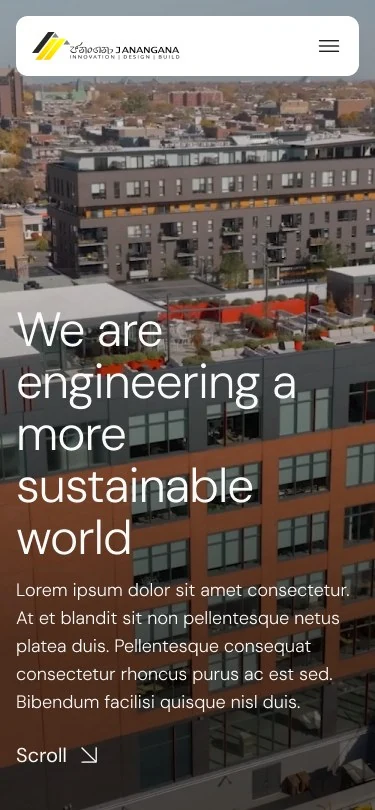 JANANGANA
INNOVATION | DESIGN | BUILD
We are
engineering a
more
sustainable
world
Lorem ipsum dolor sit amet consectetur.
At et blandit sit non pellentesque netus
platea duis. Pellentesque consequat
consectetur rhoncus purus ac est sed.
Bibendum facilisi quisque nisl duis.
Scroll